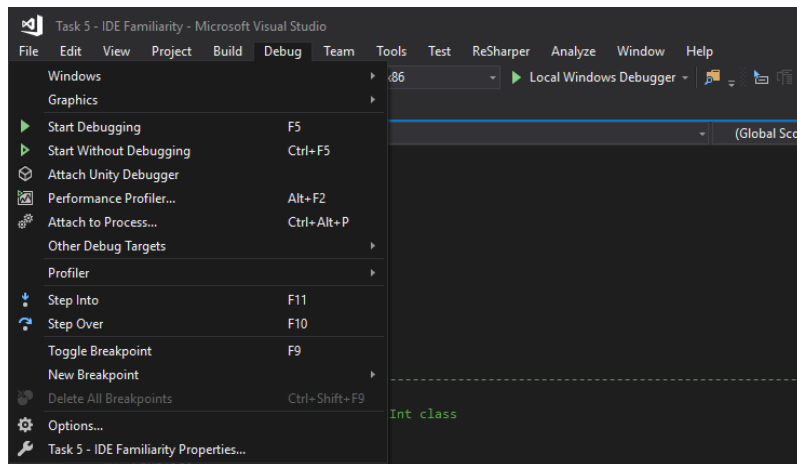 Task 5 - IDE Familiarity - Microsoft Visual Studio
File Edit View Project Build Debug Team Tools Test ReSharper Analyze Window Help
Windows
x86 Local Windows Debugger
Graphics
Start Debugging F5
(Global Sco
Start Without Debugging Ctrl+F5
Attach Unity Debugger
Performance Profiler... Alt+F2
Attach to Process... Ctrl+Alt+P
Other Debug Targets
Profiler
Step Into F11
Step Over F10
Toggle Breakpoint F9
New Breakpoint
Delete All Breakpoints Ctrl+Shift+F9
Int class
Options...
Task 5 - IDE Familiarity Properties...